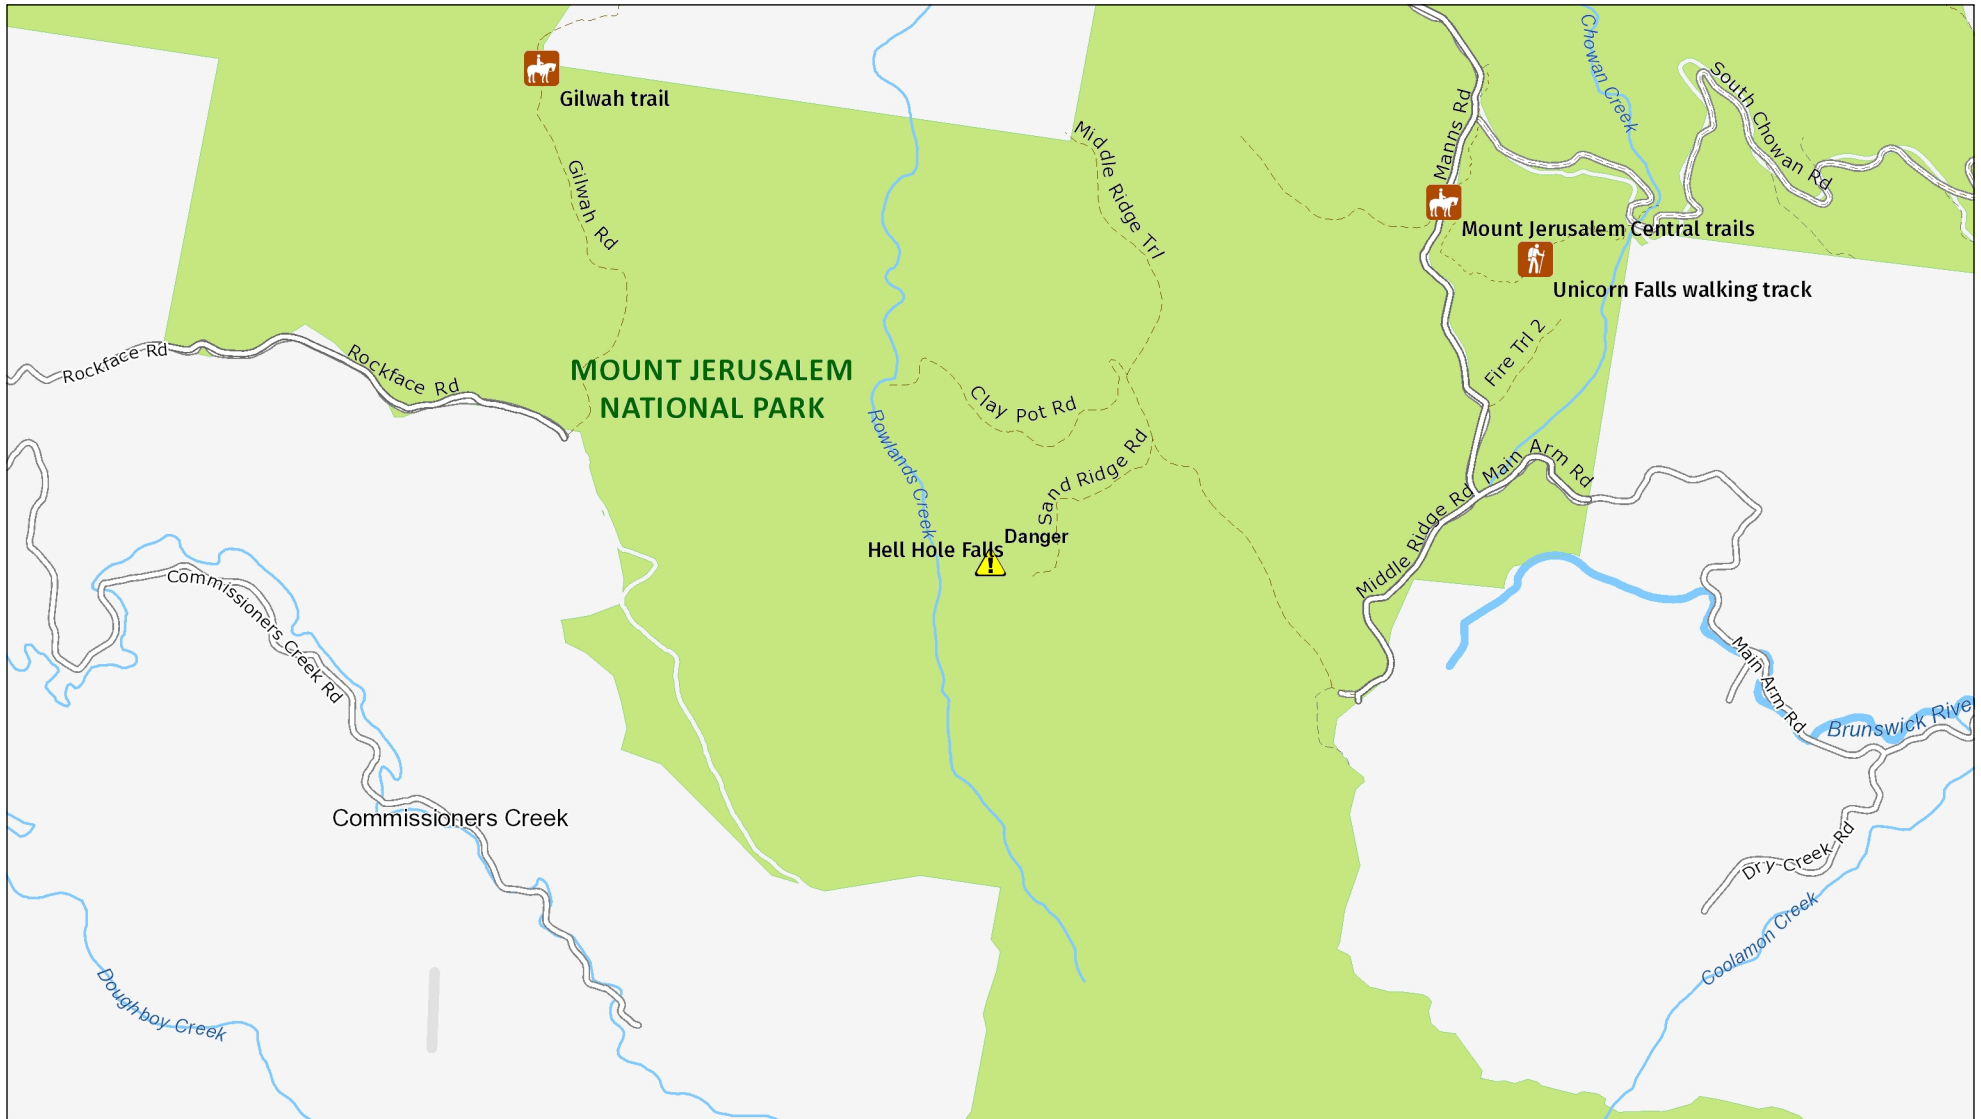 Gilwah trail
Gilwah Rd
Middle Ridge Trl
Manns Rd
Chowan Creek
South Chowan Rd
Mount Jerusalem Central trails
Unicorn Falls walking track
Fire Trl 2
Rockface Rd
Rockface Rd
MOUNT JERUSALEM
NATIONAL PARK
Clay Pot Rd
Rowlands Creek
Sand Ridge Rd
Main Arm Rd
Middle Ridge Rd
Danger
Hell Hole Falls
Commissioners Creek Rd
Main Arm Rd
Brunswick Rive
Commissioners Creek
Dry Creek Rd
Coolamon Creek
Doughboy Creek